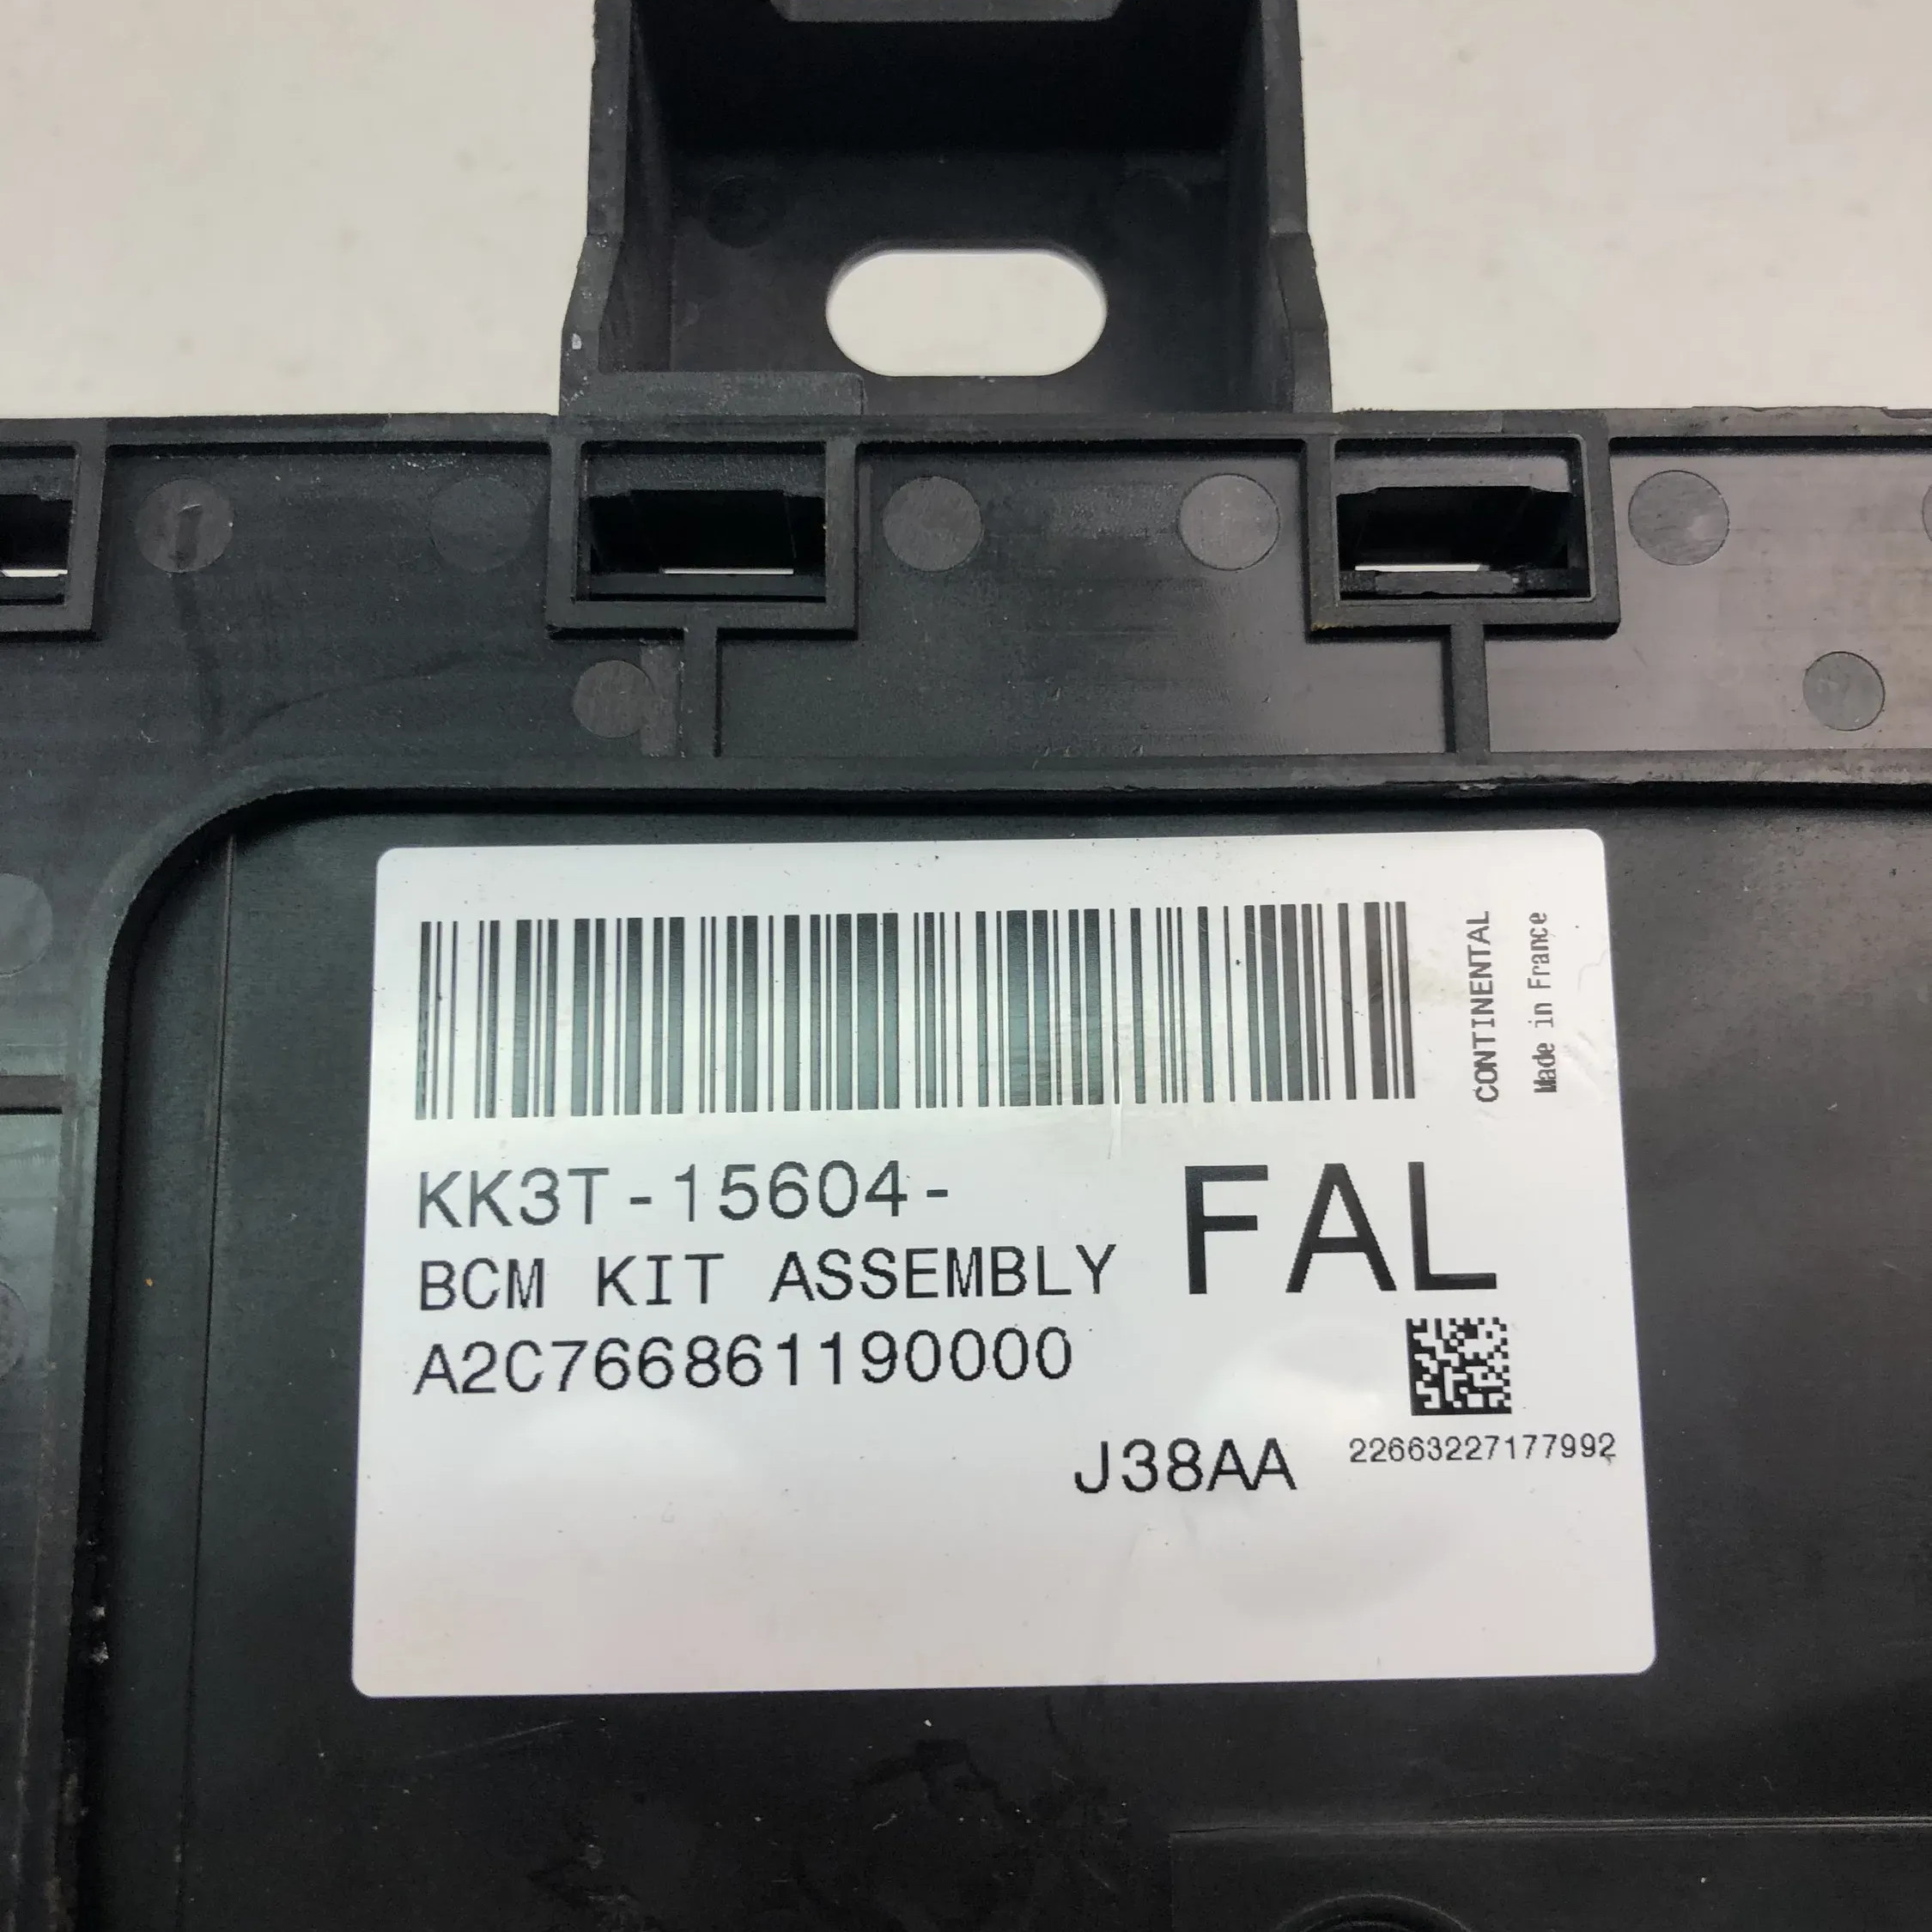 CONTINENTAL
Made in France
KK3T-15604-
FAL
BCM KIT ASSEMBLY
A2C766861190000
J38AA
22663227177992